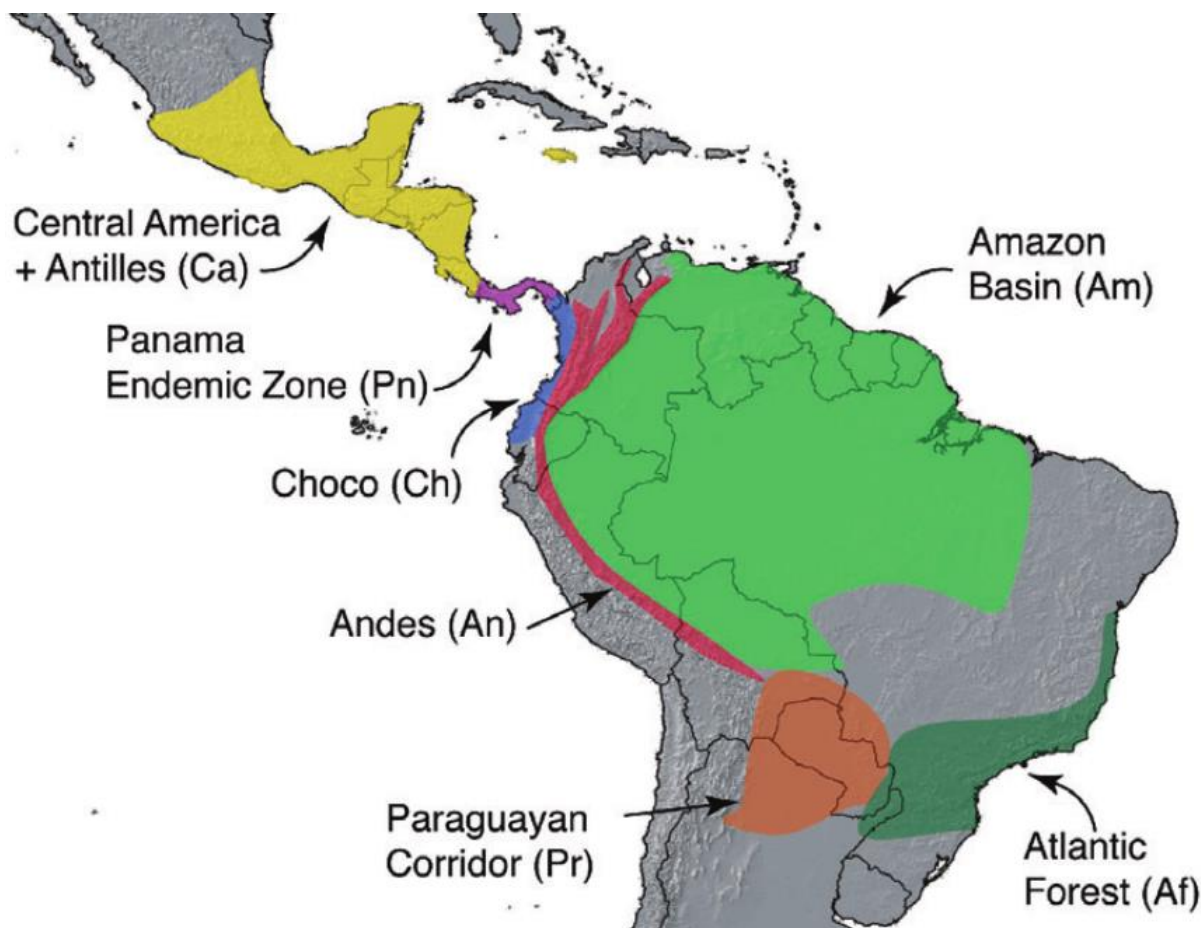 Central America
+ Antilles (Ca)
Amazon
Basin (Am)
Panama
Endemic Zone (Pn)
Choco (Ch)
Andes (An)
Paraguayan
Corridor (Pr)
Atlantic
Forest (Af)